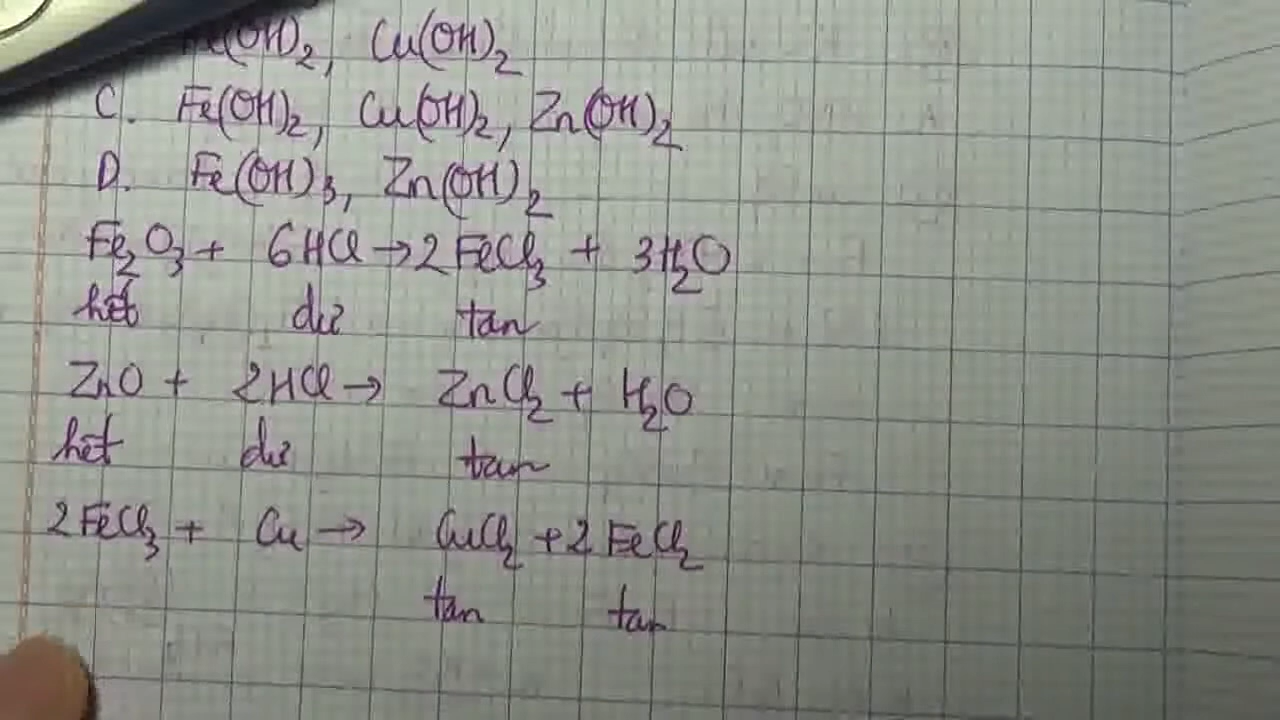 (OH)₂, Cu(OH)₂
C. Fe(OH)₂, Cu(OH)₂, Zn(OH)₂
D. Fe(OH)₃, Zn(OH)₂
Fe₂O₃ + 6HCl → 2FeCl₃ + 3H₂O
hết dư tan
ZnO + 2HCl → ZnCl₂ + H₂O
hết dư tan
2FeCl₃ + Cu → CuCl₂ + 2FeCl₂
tan tan